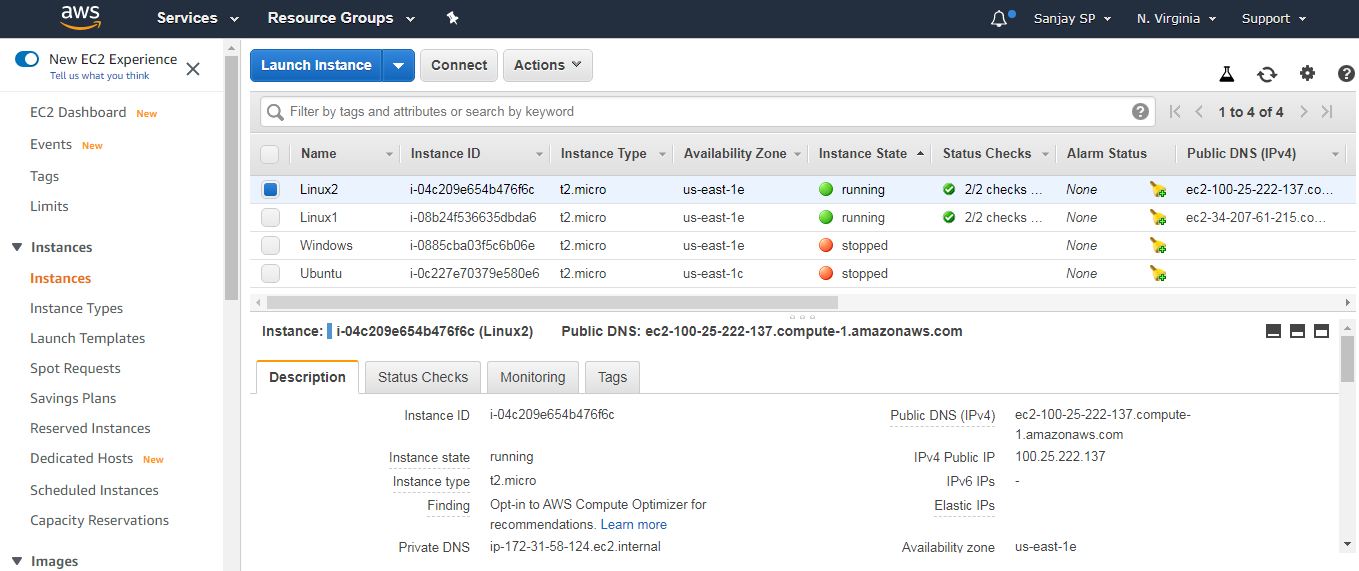 aws Services Resource Groups Sanjay SP N. Virginia Support
New EC2 Experience
Tell us what you think
EC2 Dashboard New
Events New
Tags
Limits
Instances
Instances
Instance Types
Launch Templates
Spot Requests
Savings Plans
Reserved Instances
Dedicated Hosts New
Scheduled Instances
Capacity Reservations
Images
Launch Instance Connect Actions
Filter by tags and attributes or search by keyword ? 1 to 4 of 4
Name Instance ID Instance Type Availability Zone Instance State Status Checks Alarm Status Public DNS (IPv4)
Linux2 i-04c209e654b476f6c t2.micro us-east-1e running 2/2 checks ... None ec2-100-25-222-137.co...
Linux1 i-08b24f536635dbda6 t2.micro us-east-1e running 2/2 checks ... None ec2-34-207-61-215.co...
Windows i-0885cba03f5c6b06e t2.micro us-east-1e stopped None
Ubuntu i-0c227e70379e580e6 t2.micro us-east-1c stopped None
Instance: i-04c209e654b476f6c (Linux2) Public DNS: ec2-100-25-222-137.compute-1.amazonaws.com
Description Status Checks Monitoring Tags
Instance ID i-04c209e654b476f6c
Instance state running
Instance type t2.micro
Finding Opt-in to AWS Compute Optimizer for
recommendations. Learn more
Private DNS ip-172-31-58-124.ec2.internal
Public DNS (IPv4) ec2-100-25-222-137.compute-
1.amazonaws.com
IPv4 Public IP 100.25.222.137
IPv6 IPs -
Elastic IPs
Availability zone us-east-1e